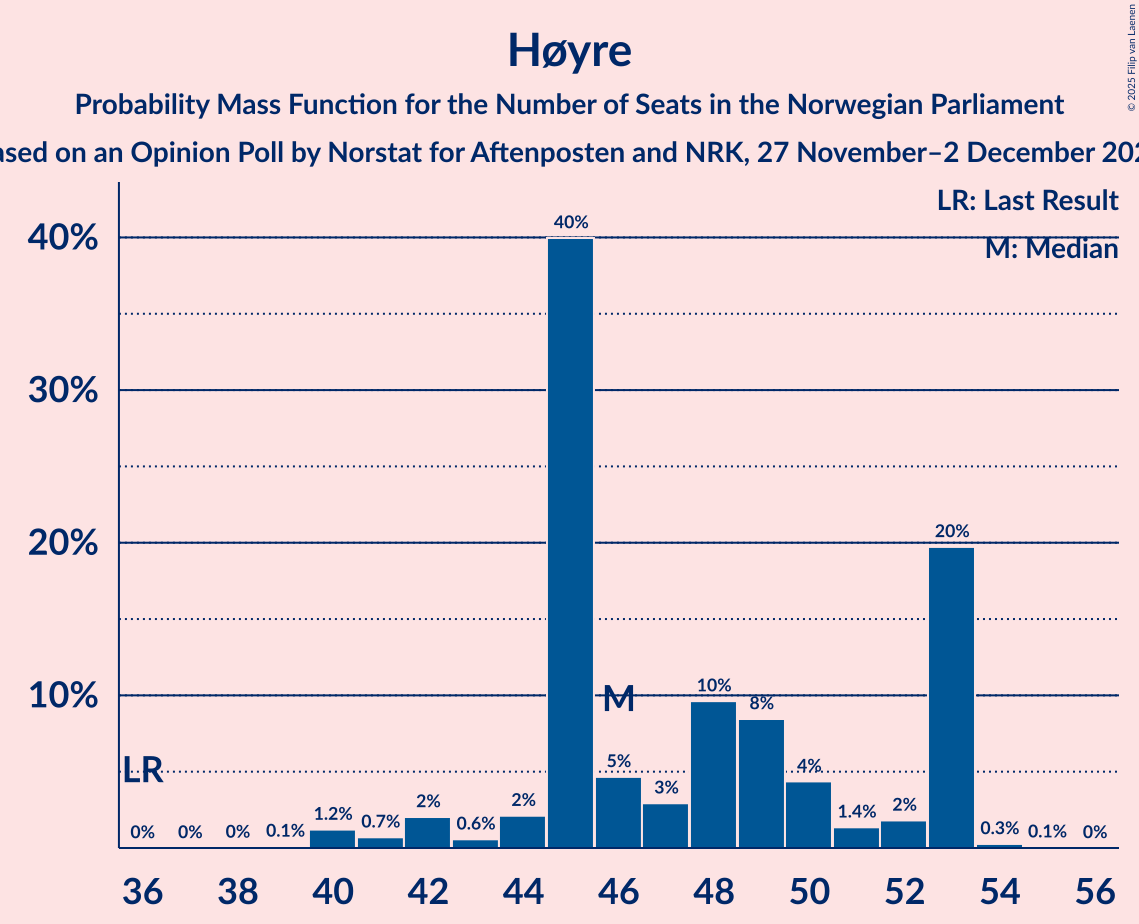 Høyre
Probability Mass Function for the Number of Seats in the Norwegian Parliament
ased on an Opinion Poll by Norstat for Aftenposten and NRK, 27 November–2 December 202
© 2025 Filip van Laenen
LR: Last Result
M: Median
40%
30%
20%
10%
LR
M
0%
0%
0%
0.1%
1.2%
0.7%
2%
0.6%
2%
40%
5%
3%
10%
8%
4%
1.4%
2%
20%
0.3%
0.1%
0%
36 38 40 42 44 46 48 50 52 54 56